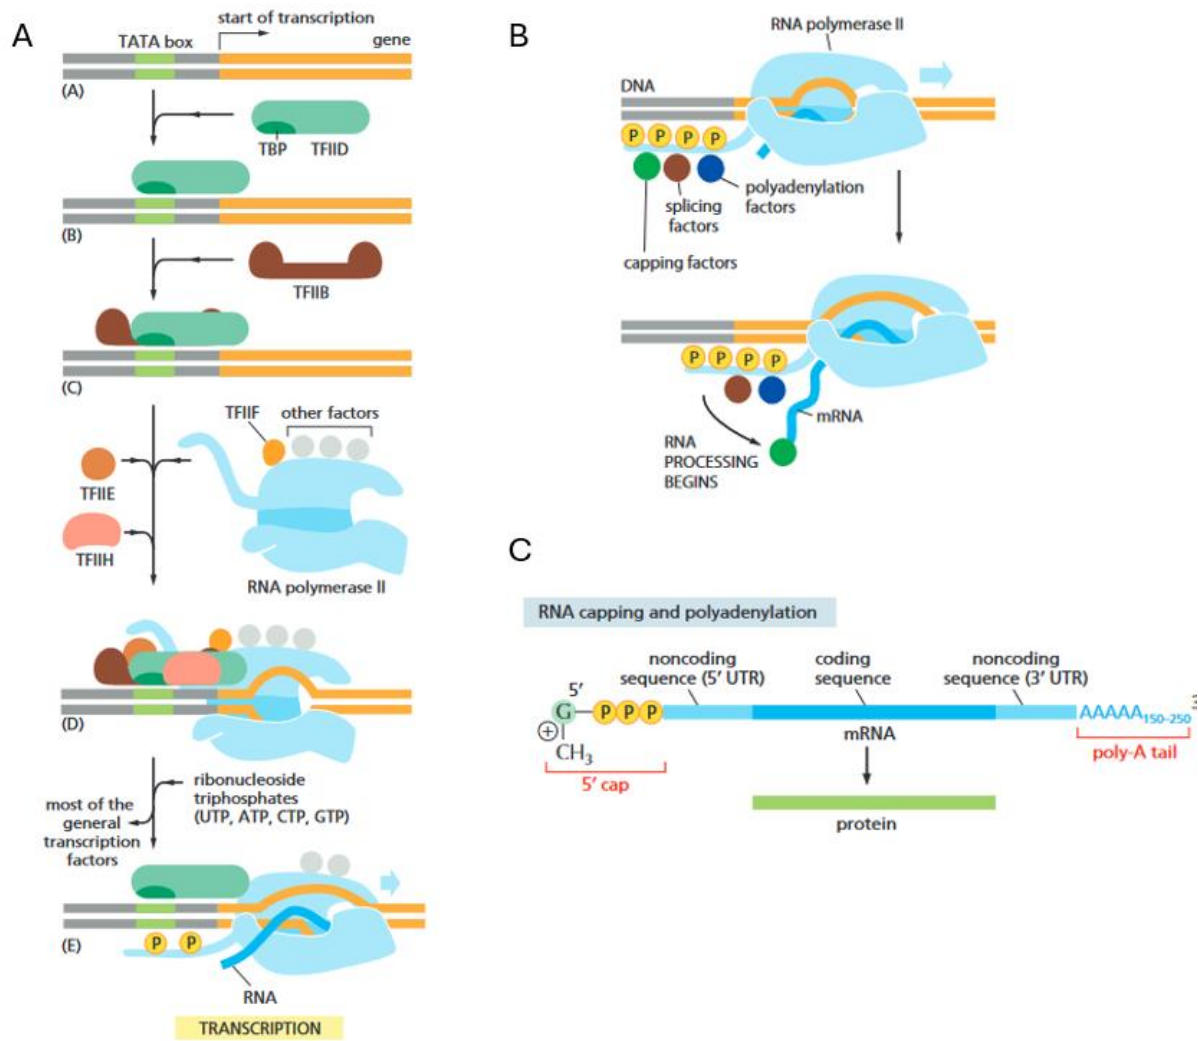 A
start of transcription
TATA box
gene
(A)
TBP
TFIID
(B)
TFIIB
(C)
TFIIF
other factors
TFIIE
TFIIH
RNA polymerase II
(D)
ribonucleoside
triphosphates
(UTP, ATP, CTP, GTP)
most of the
general
transcription
factors
P P
(E)
RNA
TRANSCRIPTION
B
RNA polymerase II
DNA
P P P P
polyadenylation
factors
splicing
factors
capping factors
P P P P
mRNA
RNA
PROCESSING
BEGINS
C
RNA capping and polyadenylation
noncoding
sequence (5′ UTR)
coding
sequence
noncoding
sequence (3′ UTR)
5′
G P P P
+
CH₃
5′ cap
mRNA
AAAAA₁₅₀₋₂₅₀
poly-A tail
protein